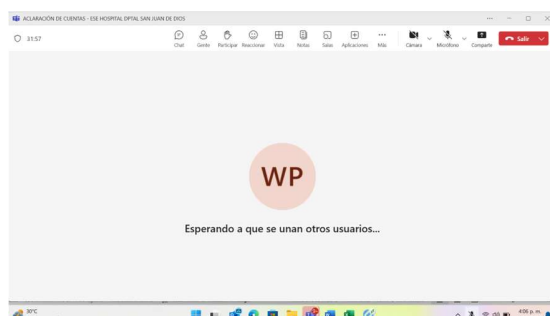 ACLARACIÓN DE CUENTAS - ESE HOSPITAL DPTAL. SAN JUAN DE DIOS
31:57
Chat Gente Participar Reaccionar Vista Notas Salas Aplicaciones Más Cámara Micrófono Compartir Salir
WP
Esperando a que se unan otros usuarios...
30°C
4:06 p. m.